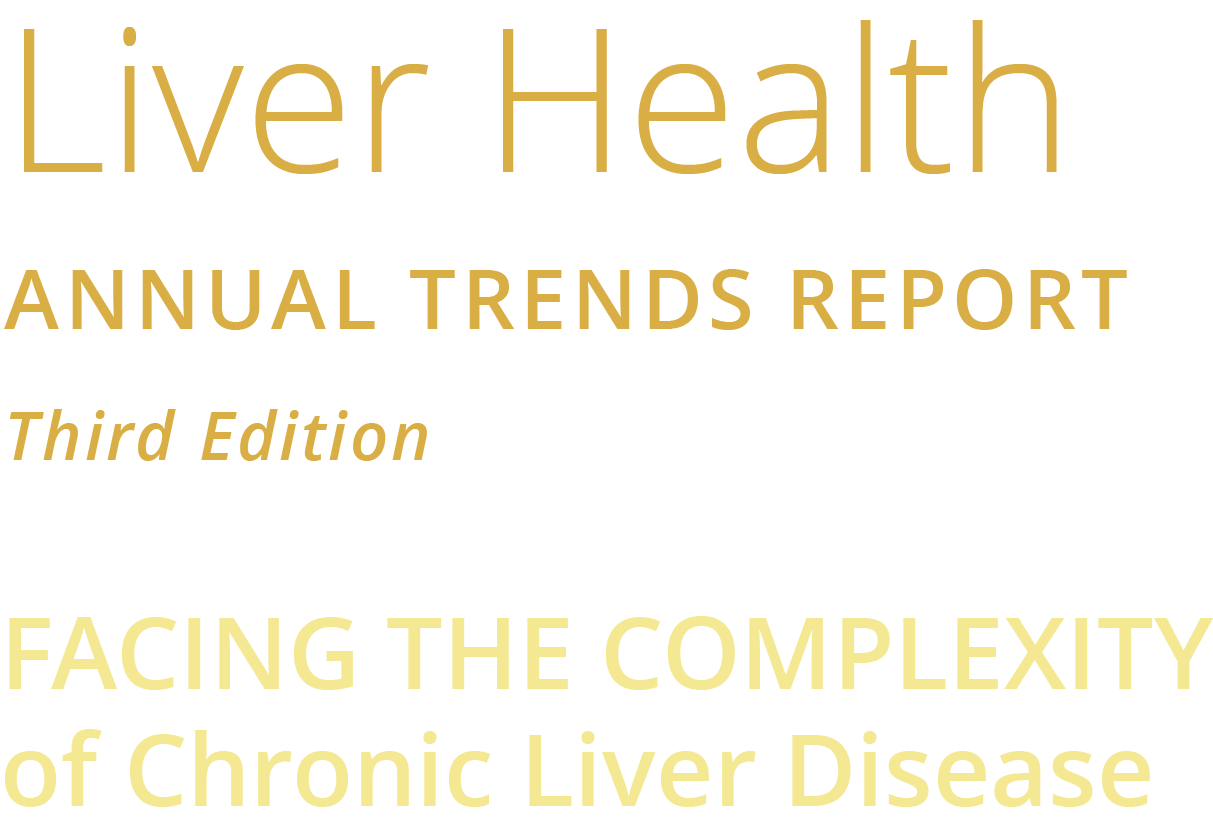 Liver Health
ANNUAL TRENDS REPORT
Third Edition
FACING THE COMPLEXITY
of Chronic Liver Disease